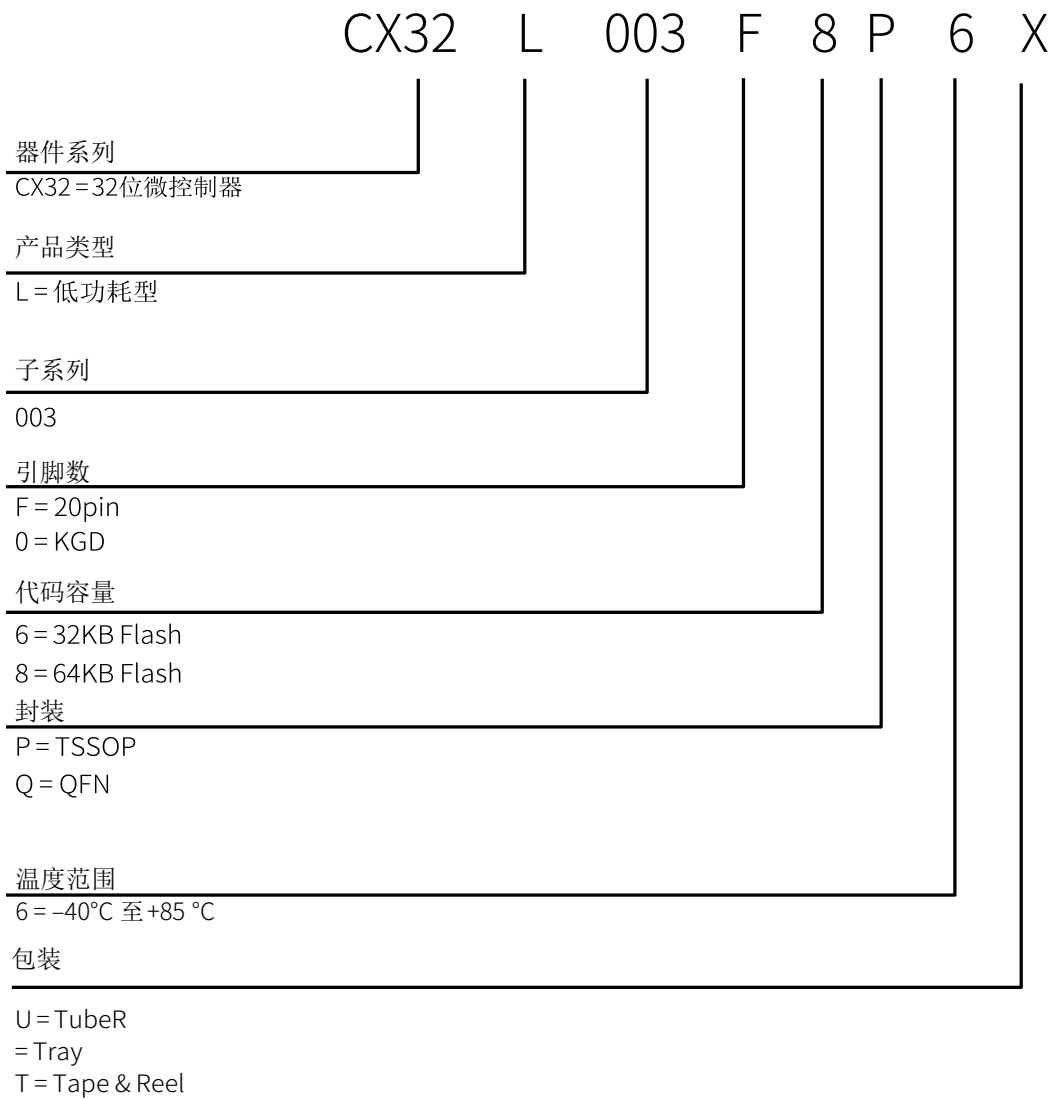 CX32 L 003 F 8 P 6 X
器件系列
CX32=32位微控制器
产品类型
L = 低功耗型
子系列
003
引脚数
F = 20pin
0 = KGD
代码容量
6 = 32KB Flash
8 = 64KB Flash
封装
P = TSSOP
Q = QFN
温度范围
6 = –40℃ 至+85 ℃
包装
U = TubeR
= Tray
T = Tape & Reel